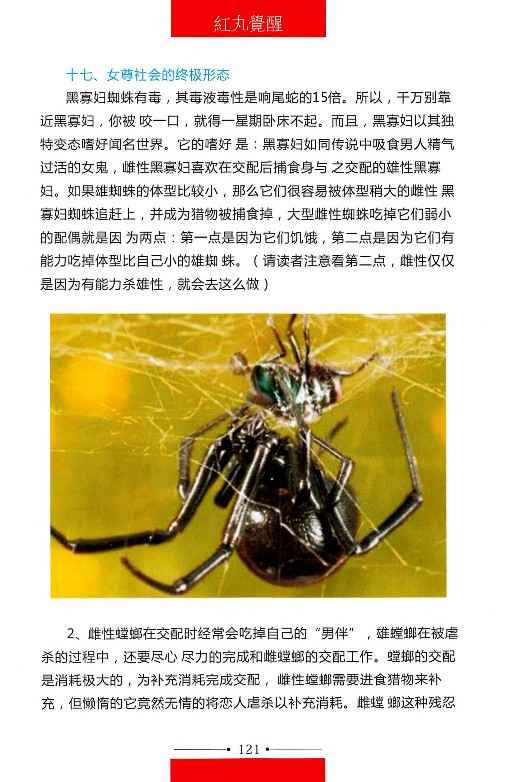 紅丸覺醒
十七、女尊社会的终极形态
黑寡妇蜘蛛有毒，其毒液毒性是响尾蛇的15倍。所以，千万别靠
近黑寡妇，你被 咬一口，就得一星期卧床不起。而且，黑寡妇以其独
特变态嗜好闻名世界。它的嗜好 是：黑寡妇如同传说中吸食男人精气
过活的女鬼，雌性黑寡妇喜欢在交配后捕食身与 之交配的雄性黑寡
妇。如果雄蜘蛛的体型比较小，那么它们很容易被体型稍大的雌性 黑
寡妇蜘蛛追赶上，并成为猎物被捕食掉，大型雌性蜘蛛吃掉它们弱小
的配偶就是因 为两点：第一点是因为它们饥饿，第二点是因为它们有
能力吃掉体型比自己小的雄蜘 蛛。（请读者注意看第二点，雌性仅仅
是因为有能力杀雄性，就会去这么做）
2、雌性螳螂在交配时经常会吃掉自己的“男伴”，雄螳螂在被虐
杀的过程中，还要尽心 尽力的完成和雌螳螂的交配工作。螳螂的交配
是消耗极大的，为补充消耗完成交配， 雌性螳螂需要进食猎物来补
充，但懒惰的它竟然无情的将恋人虐杀以补充消耗。雌螳 螂这种残忍
121